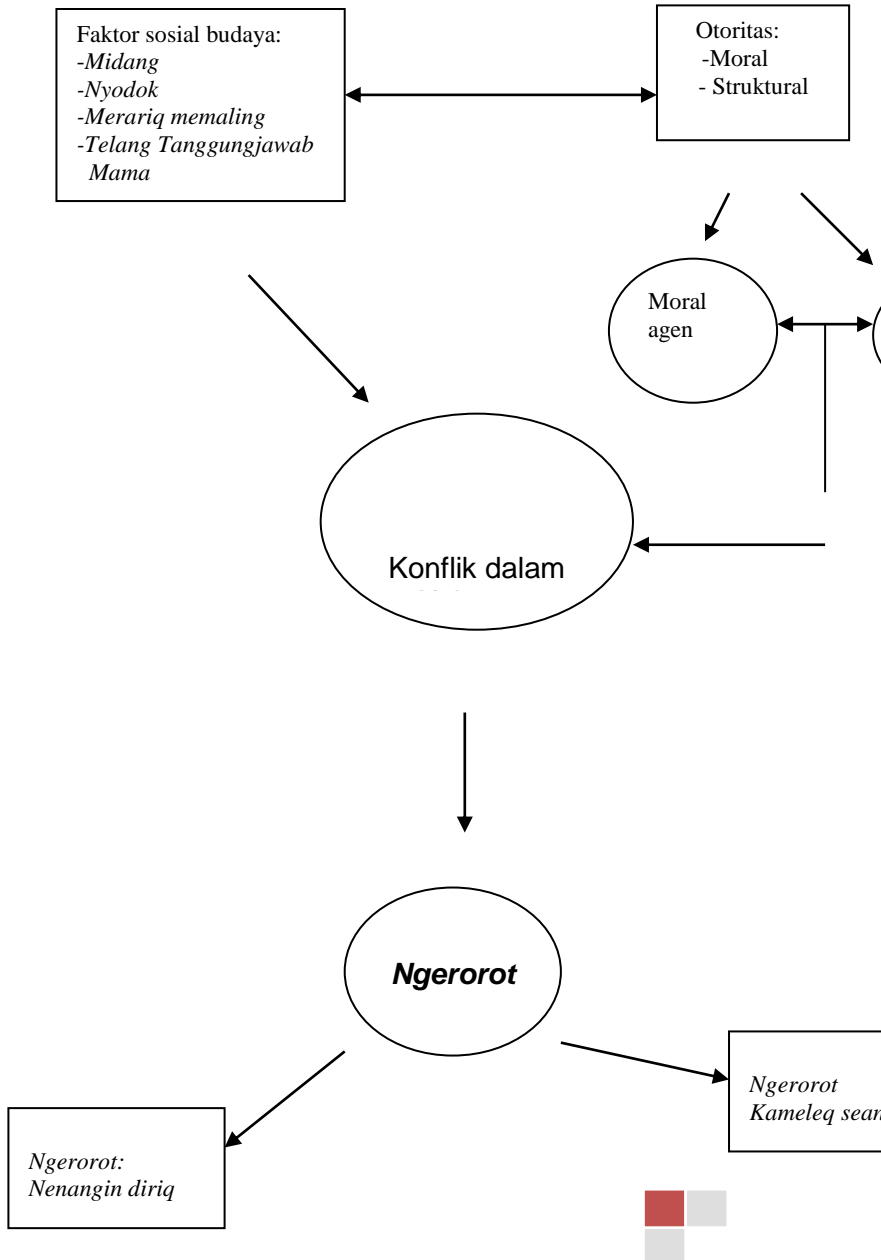 Faktor sosial budaya:
-Midang
-Nyodok
-Merariq memaling
-Telang Tanggungjawab
Mama
Otoritas:
-Moral
- Struktural
Moral
agen
Konflik dalam
Ngerorot
Ngerorot
Kameleq
Ngerorot:
Nenangin diriq